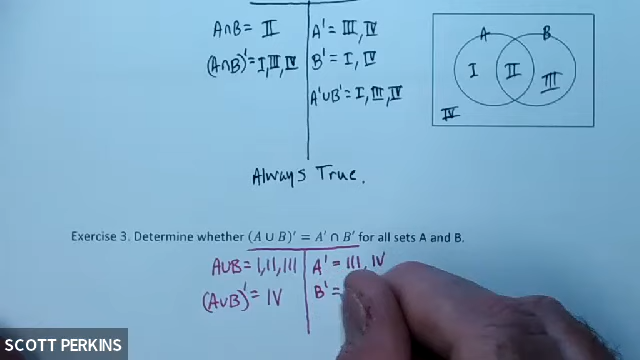 A∩B = II
A' = III, IV
(A∩B)' = I, III, IV
B' = I, IV
A'∪B' = I, III, IV
A B
I II III
IV
Always True.
Exercise 3. Determine whether (A ∪ B)' = A' ∩ B' for all sets A and B.
A∪B = I, II, III
A' = III, IV
(A∪B)' = IV
B' =
SCOTT PERKINS